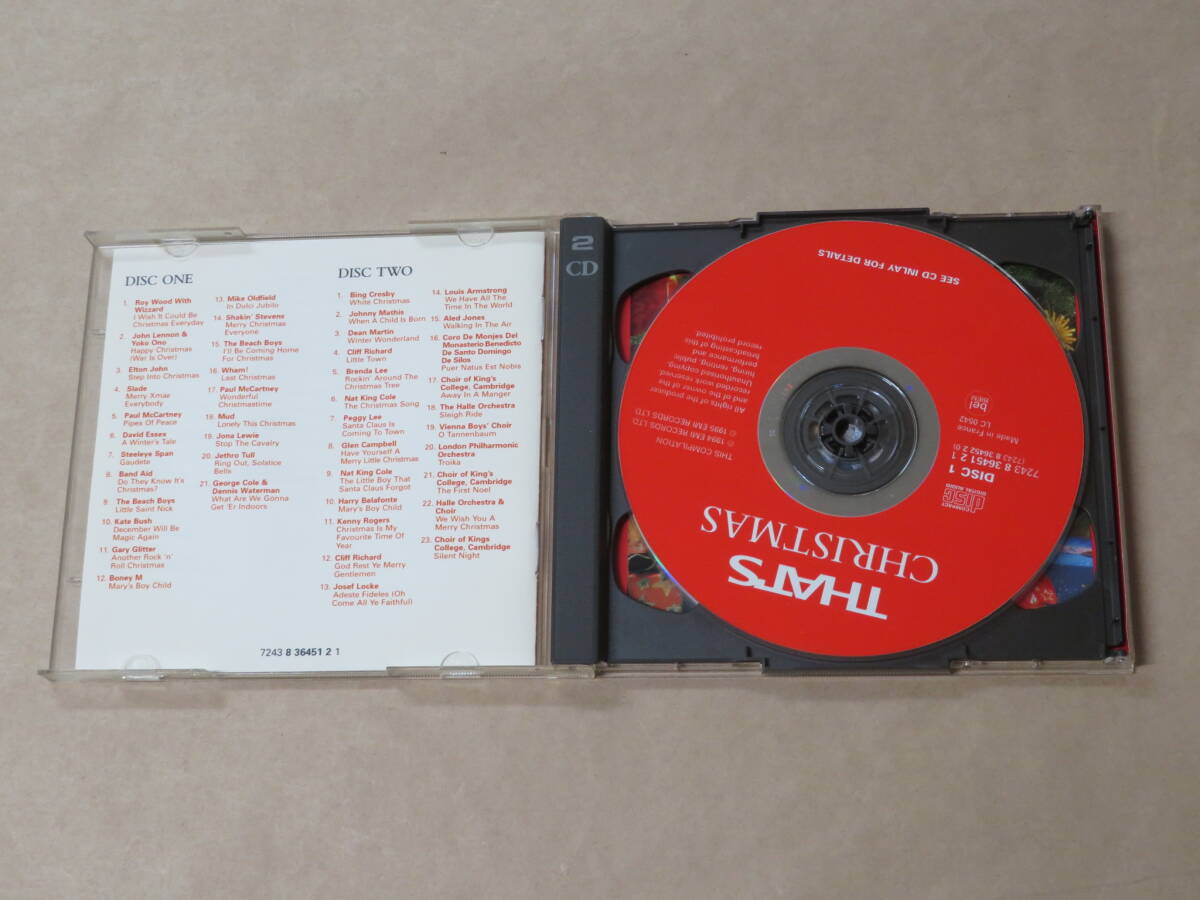 DISC ONE
1. Roy Wood With
Wizzard
I Wish It Could Be
Christmas Everyday
2. John Lennon &
Yoko Ono
Happy Christmas
(War Is Over)
3. Elton John
Step Into Christmas
4. Slade
Merry Xmas
Everybody
5. Paul McCartney
Pipes Of Peace
6. David Essex
A Winter's Tale
7. Steeleye Span
Gaudete
8. Band Aid
Do They Know It's
Christmas?
9. The Beach Boys
Little Saint Nick
10. Kate Bush
December Will Be
Magic Again
11. Gary Glitter
Another Rock 'n'
Roll Christmas
12. Boney M
Mary's Boy Child
13. Mike Oldfield
In Dulci Jubilo
14. Shakin' Stevens
Merry Christmas
Everyone
15. The Beach Boys
I'll Be Coming Home
For Christmas
16. Wham!
Last Christmas
17. Paul McCartney
Wonderful
Christmastime
18. Mud
Lonely This Christmas
19. Jona Lewie
Stop The Cavalry
20. Jethro Tull
Ring Out, Solstice
Bells
21. George Cole &
Dennis Waterman
What Are We Gonna
Get 'Er Indoors
DISC TWO
1. Bing Crosby
White Christmas
2. Johnny Mathis
When A Child Is Born
3. Dean Martin
Winter Wonderland
4. Cliff Richard
Little Town
5. Brenda Lee
Rockin' Around The
Christmas Tree
6. Nat King Cole
The Christmas Song
7. Peggy Lee
Santa Claus Is
Coming To Town
8. Glen Campbell
Have Yourself A
Merry Little Christmas
9. Nat King Cole
The Little Boy That
Santa Claus Forgot
10. Harry Belafonte
Mary's Boy Child
11. Kenny Rogers
Christmas Is My
Favourite Time Of
Year
12. Cliff Richard
God Rest Ye Merry
Gentlemen
13. Josef Locke
Adeste Fideles (Oh
Come All Ye Faithful)
14. Louis Armstrong
We Have All The
Time In The World
15. Aled Jones
Walking In The Air
16. Coro De Monjes Del
Monasterio Benedicto
De Santo Domingo
De Silos
Puer Natus Est Nobis
17. Choir of King's
College, Cambridge
Away In A Manger
18. The Halle Orchestra
Sleigh Ride
19. Vienna Boys' Choir
O Tannenbaum
20. London Philharmonic
Orchestra
Troika
21. Choir of King's
College, Cambridge
The First Noel
22. Halle Orchestra &
Choir
We Wish You A
Merry Christmas
23. Choir of Kings
College, Cambridge
Silent Night
7243 8 36451 2 1
2
CD
THAT'S
CHRISTMAS
COMPACT
disc
DIGITAL AUDIO
DISC 1
7243 8 36451 2 1
(7243 8 36452 2 0)
Made in France
LC 0542
bel
BIEM
THIS COMPILATION
℗ 1994 EMI RECORDS LTD
© 1995 EMI RECORDS LTD
All rights of the producer
and of the owner of the
recorded work reserved.
Unauthorised copying,
hiring, renting, public
performance and
broadcasting of this
record prohibited
SEE CD INLAY FOR DETAILS